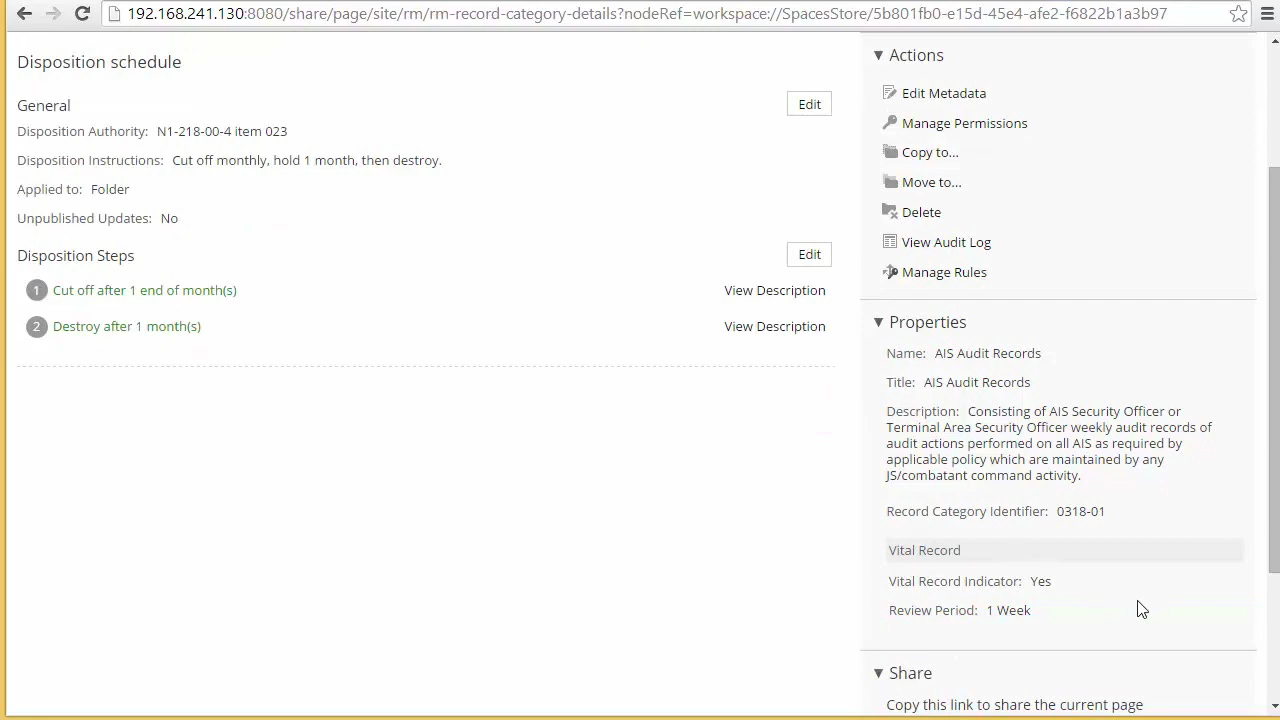 192.168.241.130:8080/share/page/site/rm/rm-record-category-details?nodeRef=workspace://SpacesStore/5b801fb0-e15d-45e4-afe2-f6822b1a3b97
Disposition schedule
General
Edit
Disposition Authority: N1-218-00-4 item 023
Disposition Instructions: Cut off monthly, hold 1 month, then destroy.
Applied to: Folder
Unpublished Updates: No
Disposition Steps
Edit
1 Cut off after 1 end of month(s)
View Description
2 Destroy after 1 month(s)
View Description
Actions
Edit Metadata
Manage Permissions
Copy to...
Move to...
Delete
View Audit Log
Manage Rules
Properties
Name: AIS Audit Records
Title: AIS Audit Records
Description: Consisting of AIS Security Officer or
Terminal Area Security Officer weekly audit records of
audit actions performed on all AIS as required by
applicable policy which are maintained by any
JS/combatant command activity.
Record Category Identifier: 0318-01
Vital Record
Vital Record Indicator: Yes
Review Period: 1 Week
Share
Copy this link to share the current page